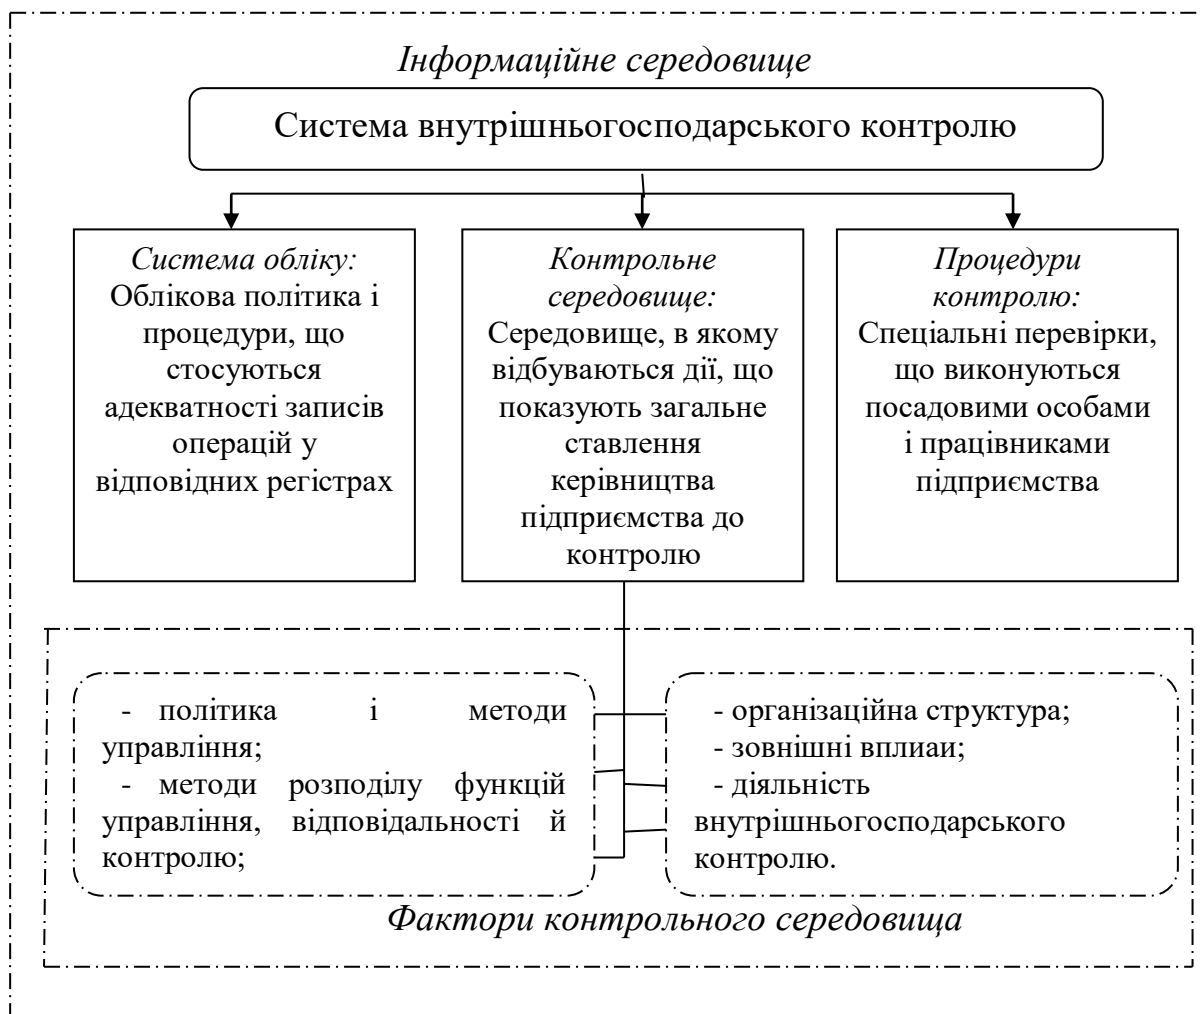 Інформаційне середовище
Система внутрішньогосподарського контролю
Система обліку:
Облікова політика і
процедури, що
стосуються
адекватності записів
операцій у
відповідних регістрах
Контрольне
середовище:
Середовище, в якому
відбуваються дії, що
показують загальне
ставлення
керівництва
підприємства до
контролю
Процедури
контролю:
Спеціальні перевірки,
що виконуються
посадовими особами
і працівниками
підприємства
- політика і методи
управління;
- методи розподілу функцій
управління, відповідальності й
контролю;
- організаційна структура;
- зовнішні вплиаи;
- діяльність
внутрішньогосподарського
контролю.
Фактори контрольного середовища